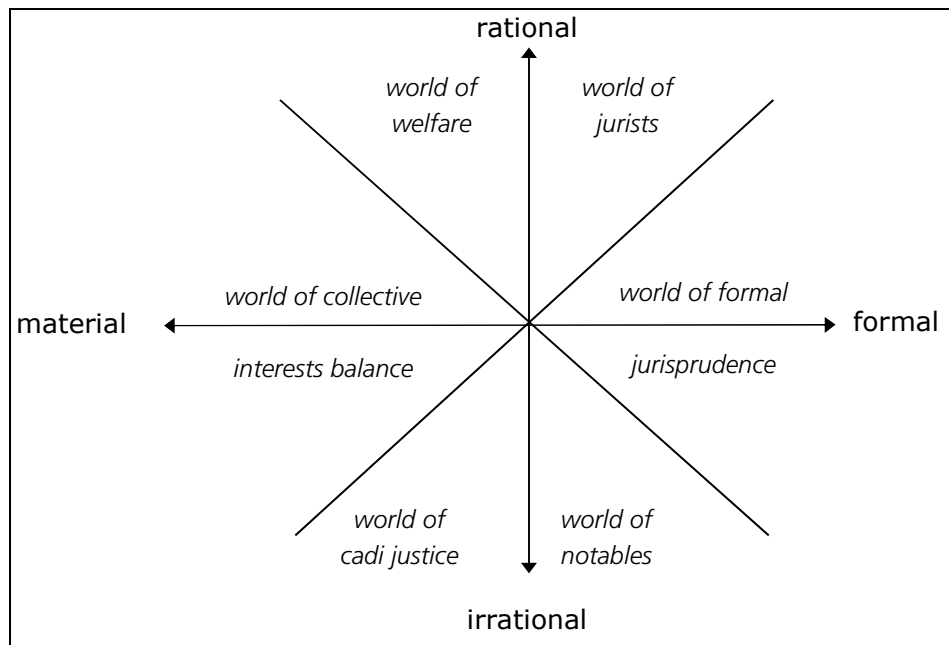 rational
world of
welfare
world of
jurists
world of collective
interests balance
world of formal
jurisprudence
material
formal
world of
cadi justice
world of
notables
irrational